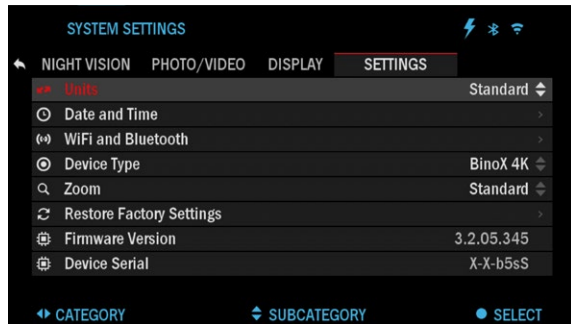 SYSTEM SETTINGS
NIGHT VISION PHOTO/VIDEO DISPLAY SETTINGS
Units Standard
Date and Time
WiFi and Bluetooth
Device Type BinoX 4K
Zoom Standard
Restore Factory Settings
Firmware Version 3.2.05.345
Device Serial X-X-b5sS
CATEGORY SUBCATEGORY SELECT